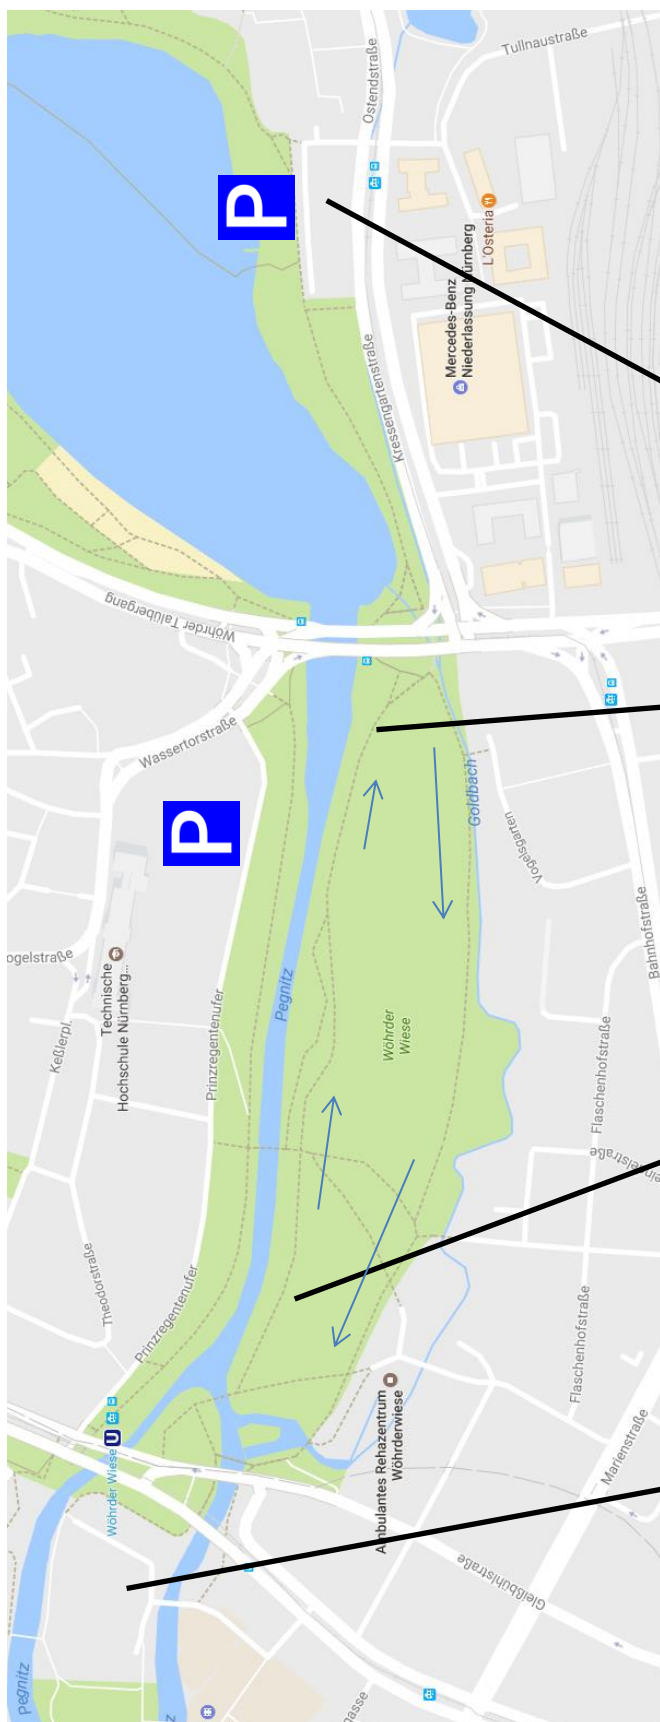 Ostendstraße
Tullnaustraße
P
L'Osteria
Mercedes-Benz
Niederlassung Nürnberg
Kressengartenstraße
Wöhrder Talübergang
Wassertorstraße
P
Goldbach
Vogelsgarten
Bahnhofstraße
ogelstraße
Keßlerpl.
Technische
Hochschule Nürnberg...
Prinzregentenufer
Pegnitz
Wöhrder
Wiese
Flaschenhofstraße
Theodorstraße
Prinzregentenufer
Flaschenhofstraße
Wöhrder Wiese U
Ambulantes Rehazentrum
Wöhrderwiese
Marienstraße
Gleißbühlstraße
Pegnitz
z